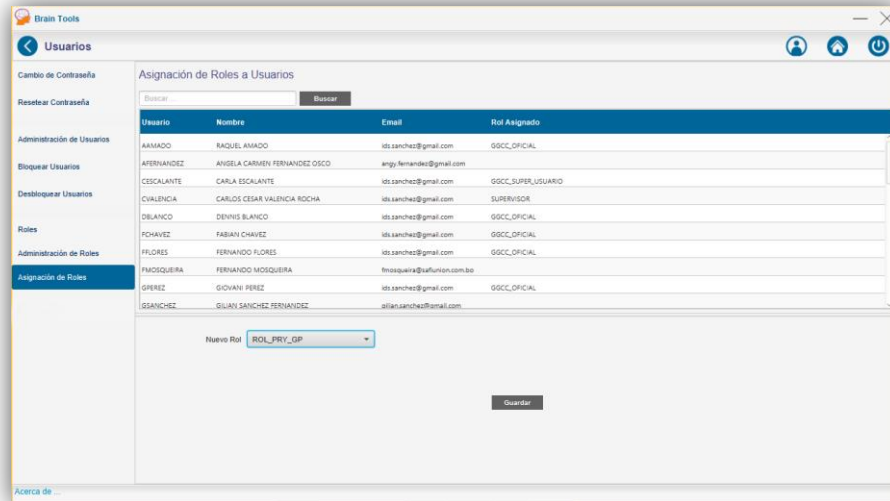 Brain Tools
Usuarios
Cambio de Contraseña
Resetear Contraseña
Administración de Usuarios
Bloquear Usuarios
Desbloquear Usuarios
Roles
Administración de Roles
Asignación de Roles
Asignación de Roles a Usuarios
Buscar... Buscar
Usuario Nombre Email Rol Asignado
AAMADO RAQUEL AMADO ids.sanchez@gmail.com GGCC_OFICIAL
AFERNANDEZ ANGELA CARMEN FERNANDEZ OSCO angy.fernandez@gmail.com
CESCALANTE CARLA ESCALANTE ids.sanchez@gmail.com GGCC_SUPER_USUARIO
CVALENCIA CARLOS CESAR VALENCIA ROCHA ids.sanchez@gmail.com SUPERVISOR
DBLANCO DENNIS BLANCO ids.sanchez@gmail.com GGCC_OFICIAL
FCHAVEZ FABIAN CHAVEZ ids.sanchez@gmail.com GGCC_OFICIAL
FFLORES FERNANDO FLORES ids.sanchez@gmail.com GGCC_OFICIAL
FMOSQUEIRA FERNANDO MOSQUEIRA fmosqueira@safiunion.com.bo
GPEREZ GIOVANI PEREZ ids.sanchez@gmail.com GGCC_OFICIAL
GSANCHEZ GILIAN SANCHEZ FERNANDEZ gilian.sanchez@gmail.com
Nuevo Rol ROL_PRY_GP
Guardar
Acerca de ...